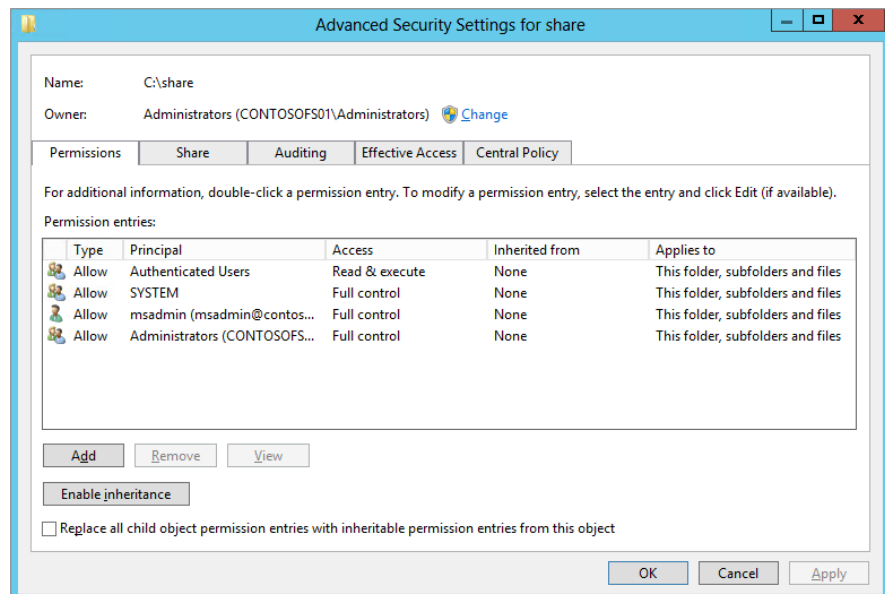 Advanced Security Settings for share
Name: C:\share
Owner: Administrators (CONTOSOFS01\Administrators) Change
Permissions Share Auditing Effective Access Central Policy
For additional information, double-click a permission entry. To modify a permission entry, select the entry and click Edit (if available).
Permission entries:
Type Principal Access Inherited from Applies to
Allow Authenticated Users Read & execute None This folder, subfolders and files
Allow SYSTEM Full control None This folder, subfolders and files
Allow msadmin (msadmin@contos... Full control None This folder, subfolders and files
Allow Administrators (CONTOSOFS... Full control None This folder, subfolders and files
Add Remove View
Enable inheritance
Replace all child object permission entries with inheritable permission entries from this object
OK Cancel Apply